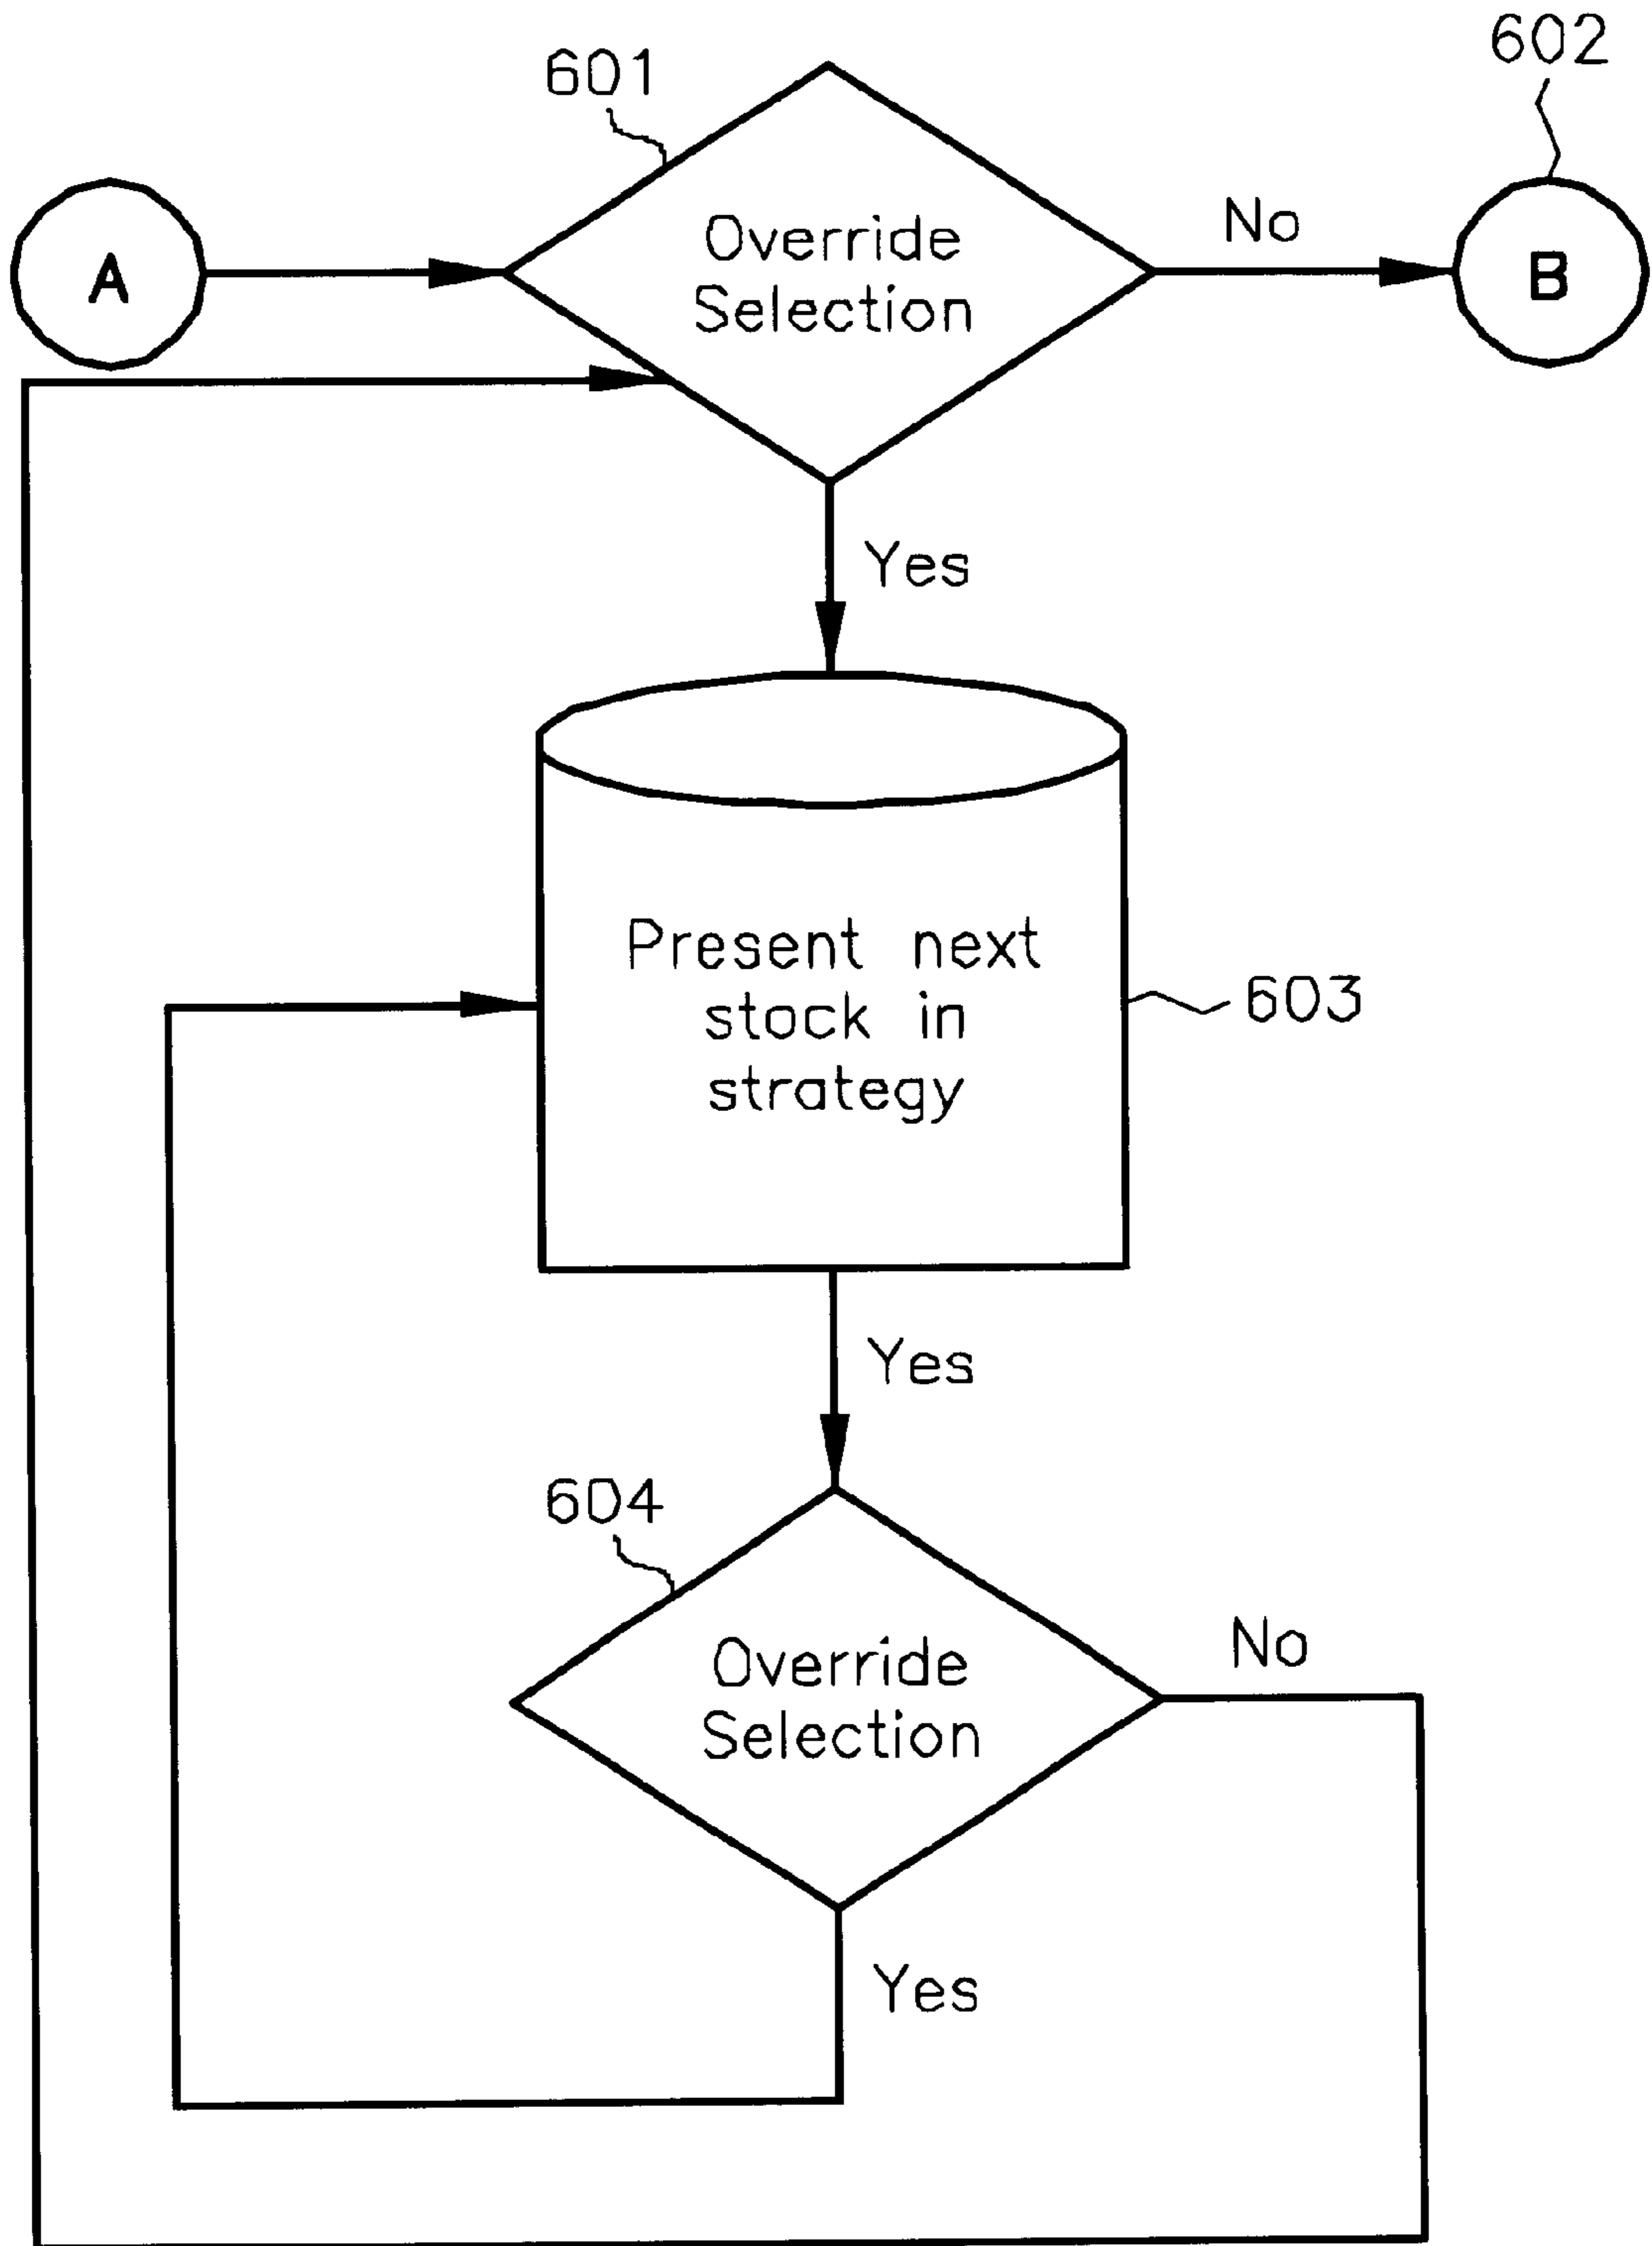 602
601
A
Override
Selection
No
B
Yes
Present next
stock in
strategy
603
Yes
604
Override
Selection
No
Yes